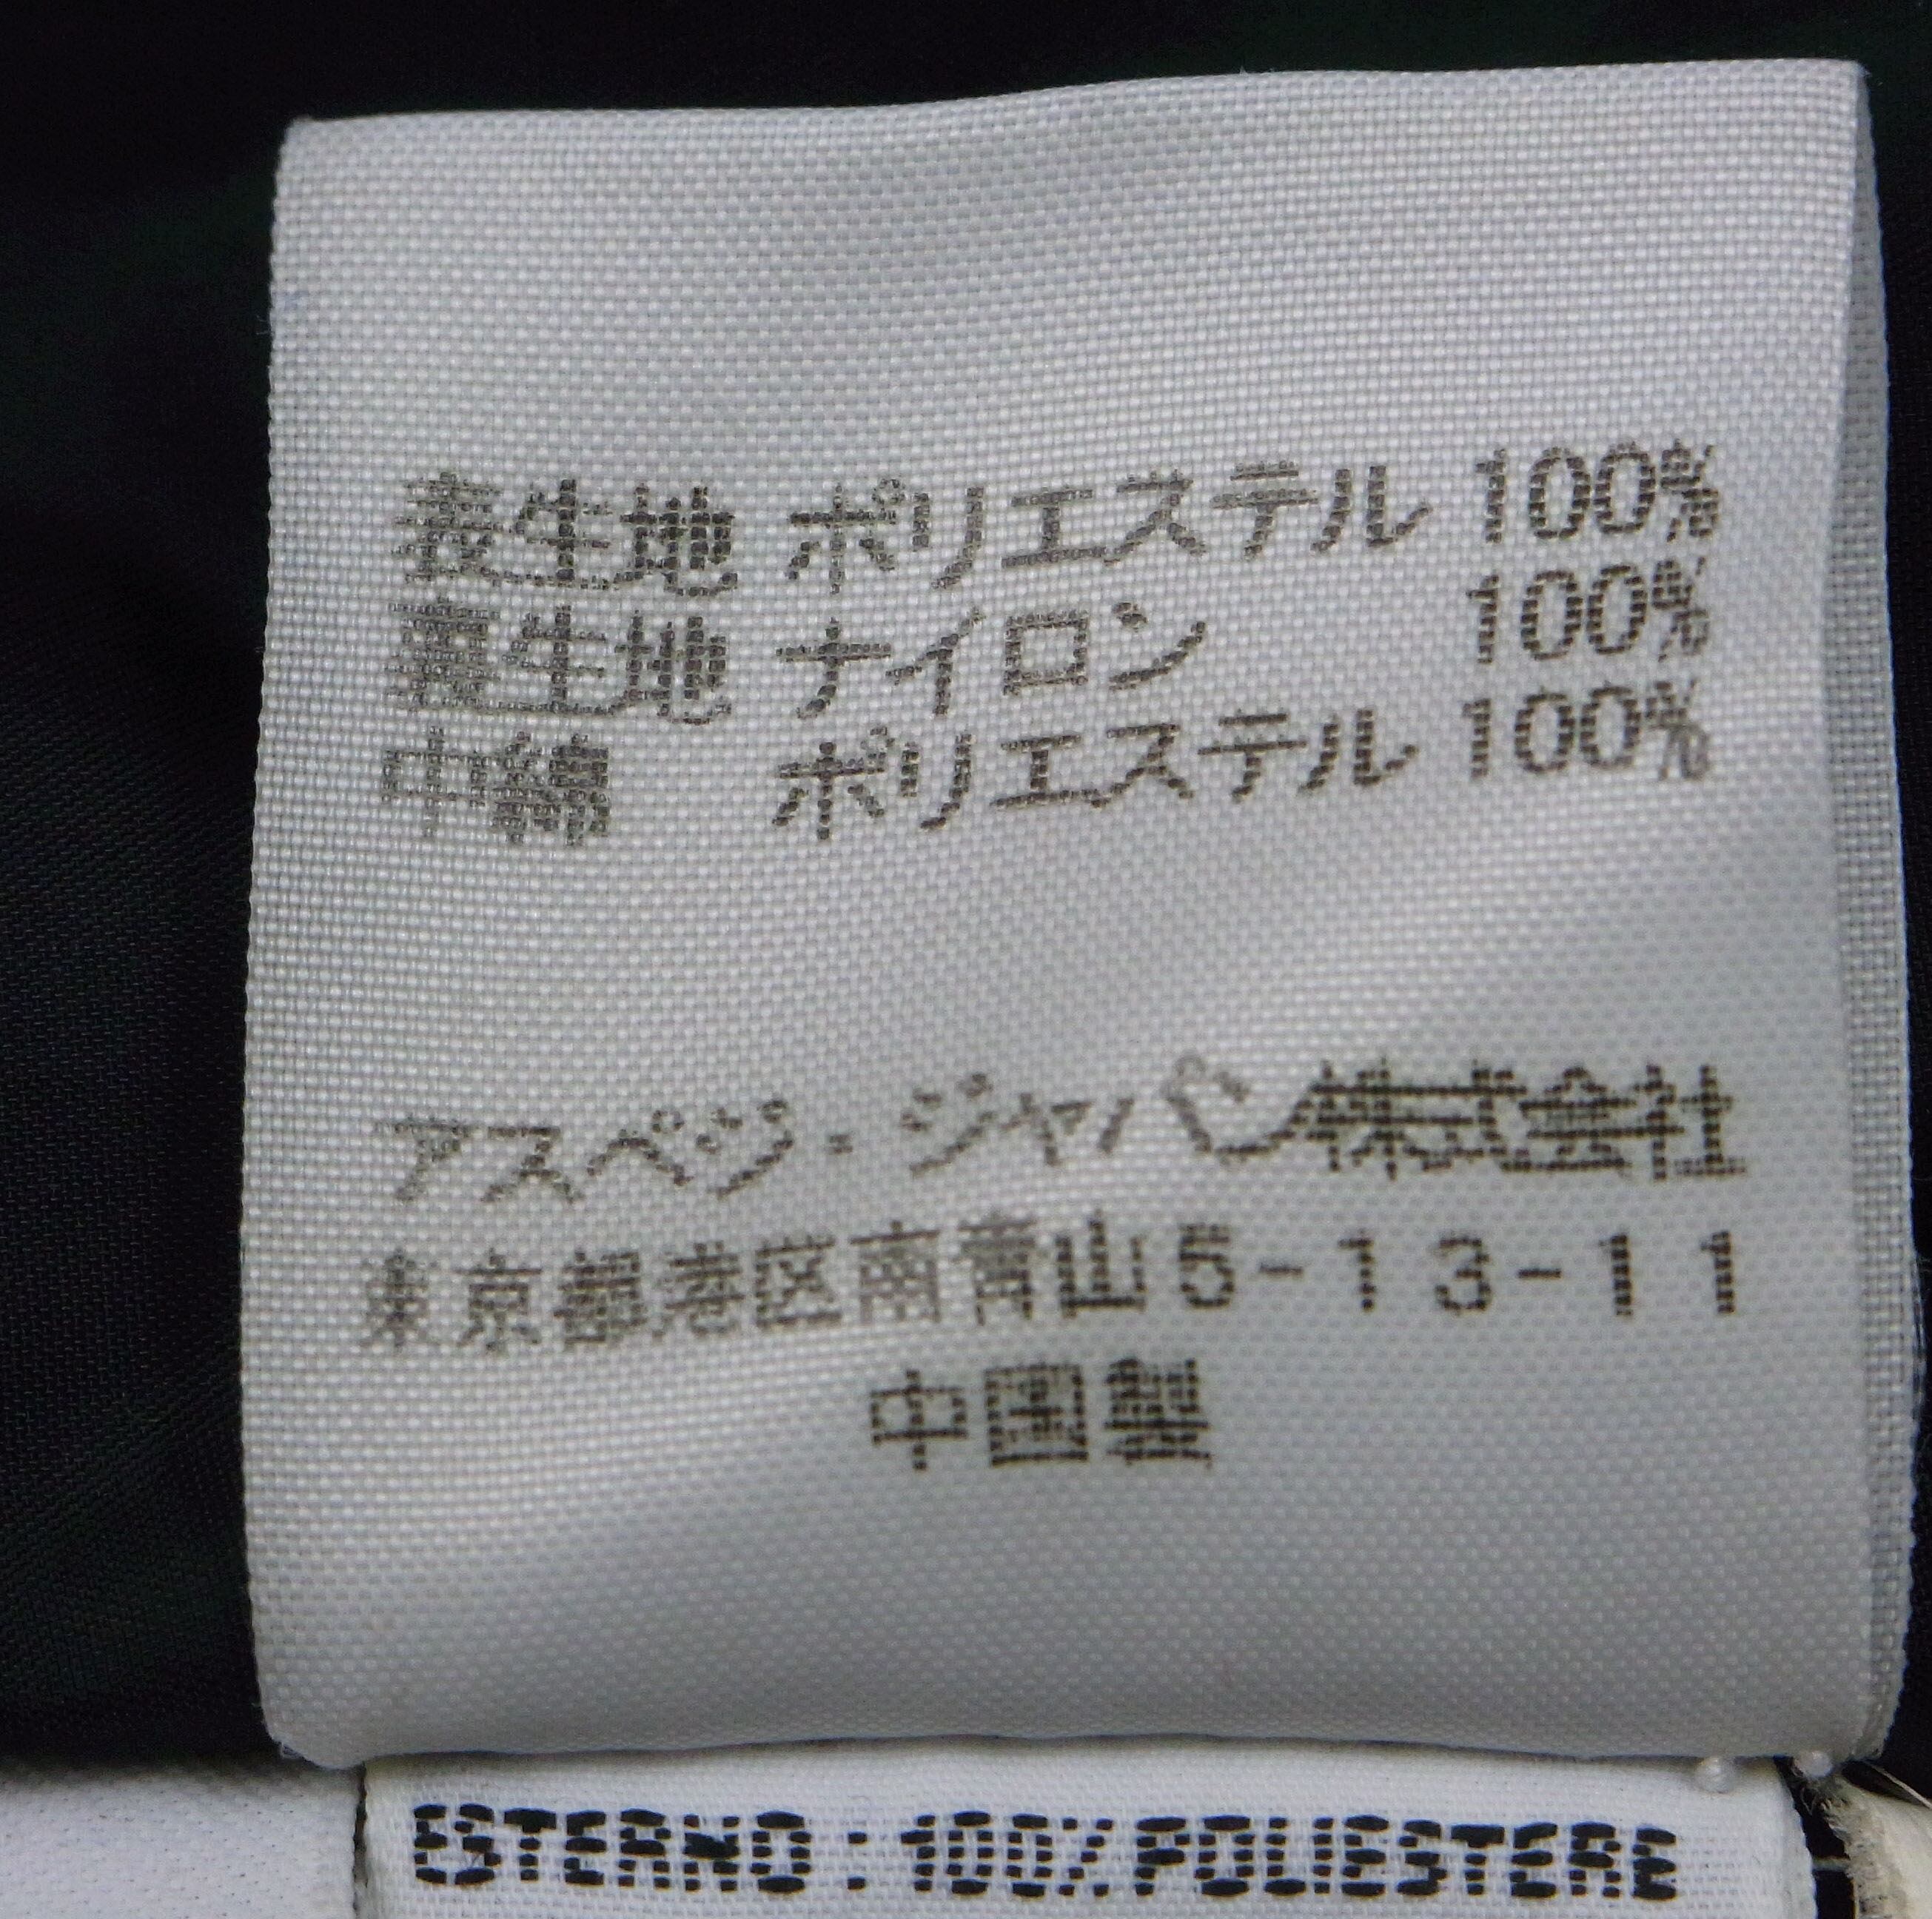 表生地 ポリエステル 100%
裏生地 ナイロン 100%
中綿 ポリエステル 100%
アスペジ・ジャパン株式会社
東京都港区南青山5-13-11
中国製
ESTERNO : 100% POLIESTERE